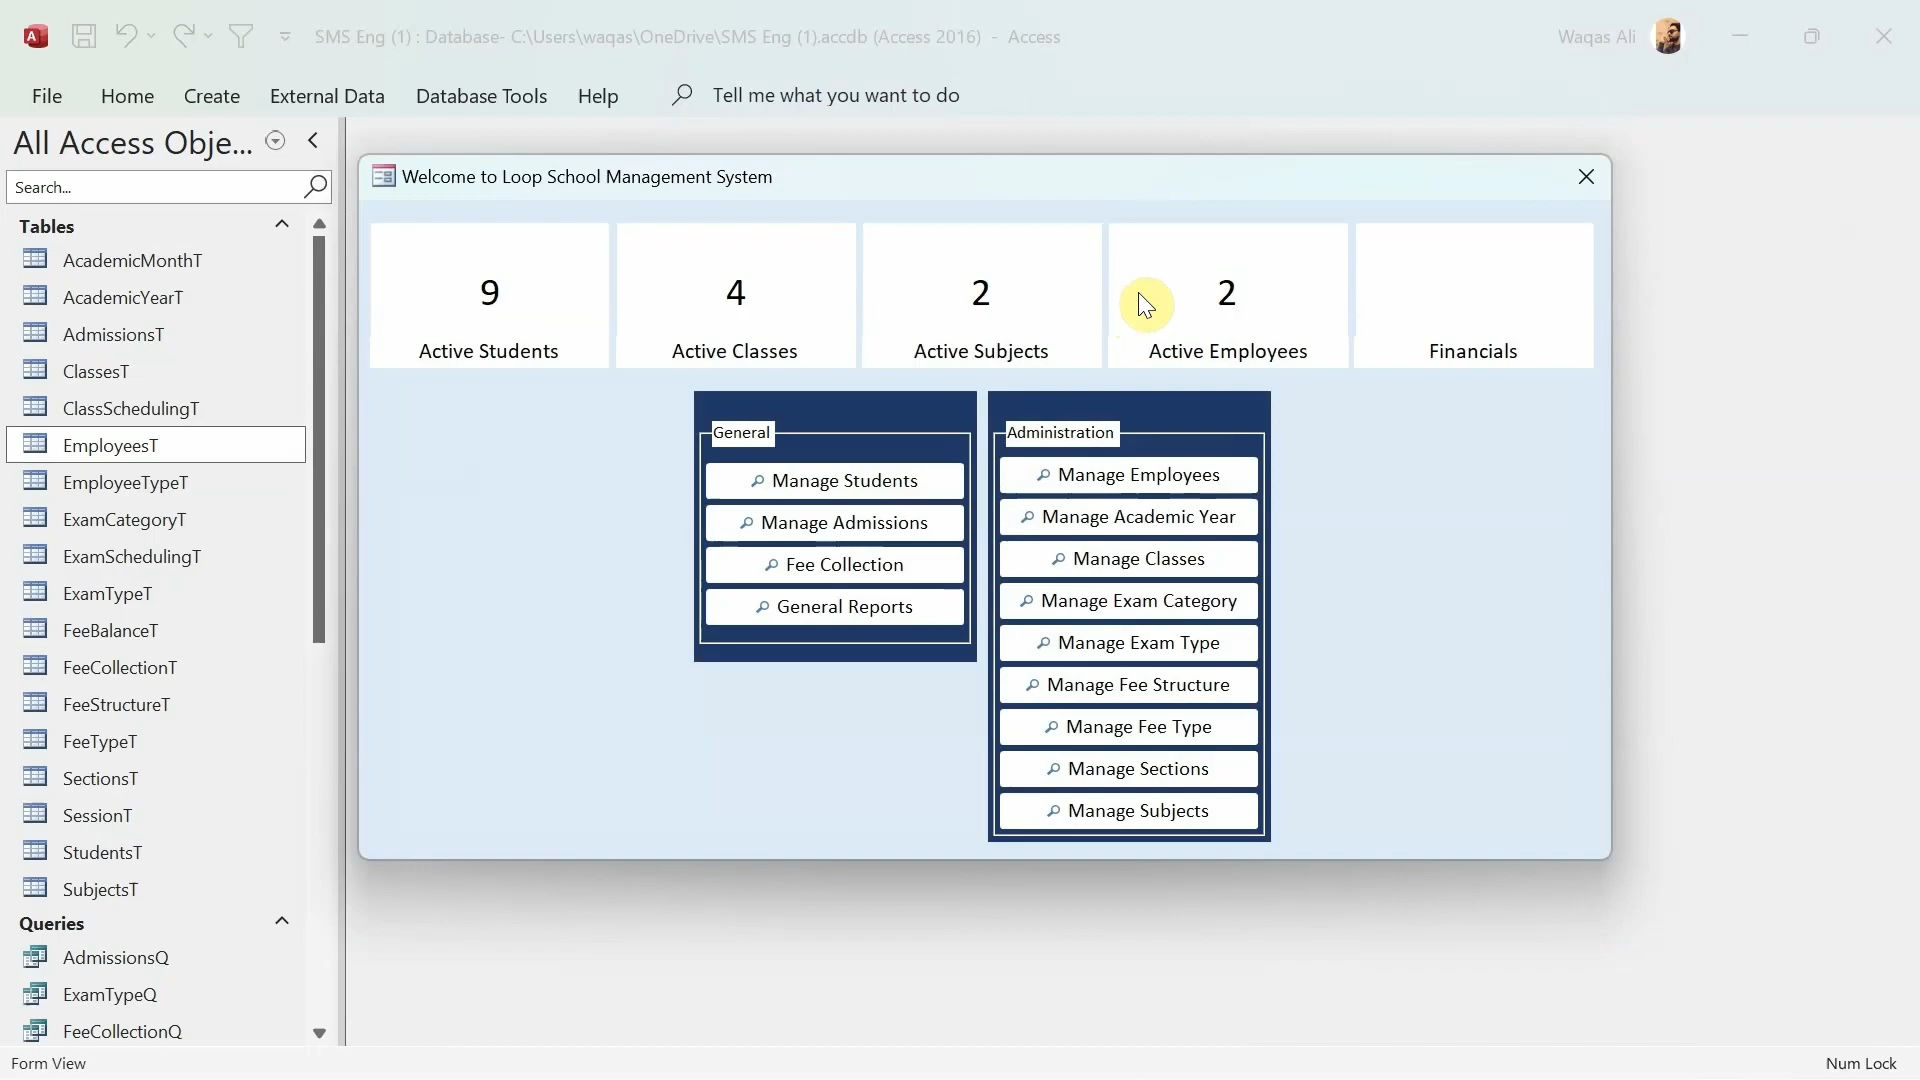 SMS Eng (1) : Database- C:\Users\waqas\OneDrive\SMS Eng (1).accdb (Access 2016) - Access
Waqas Ali
File Home Create External Data Database Tools Help Tell me what you want to do
All Access Obje...
Search...
Tables
AcademicMonthT
AcademicYearT
AdmissionsT
ClassesT
ClassSchedulingT
EmployeesT
EmployeeTypeT
ExamCategoryT
ExamSchedulingT
ExamTypeT
FeeBalanceT
FeeCollectionT
FeeStructureT
FeeTypeT
SectionsT
SessionT
StudentsT
SubjectsT
Queries
AdmissionsQ
ExamTypeQ
FeeCollectionQ
Welcome to Loop School Management System
9 4 2 2
Active Students Active Classes Active Subjects Active Employees Financials
General
Manage Students
Manage Admissions
Fee Collection
General Reports
Administration
Manage Employees
Manage Academic Year
Manage Classes
Manage Exam Category
Manage Exam Type
Manage Fee Structure
Manage Fee Type
Manage Sections
Manage Subjects
Form View
Num Lock